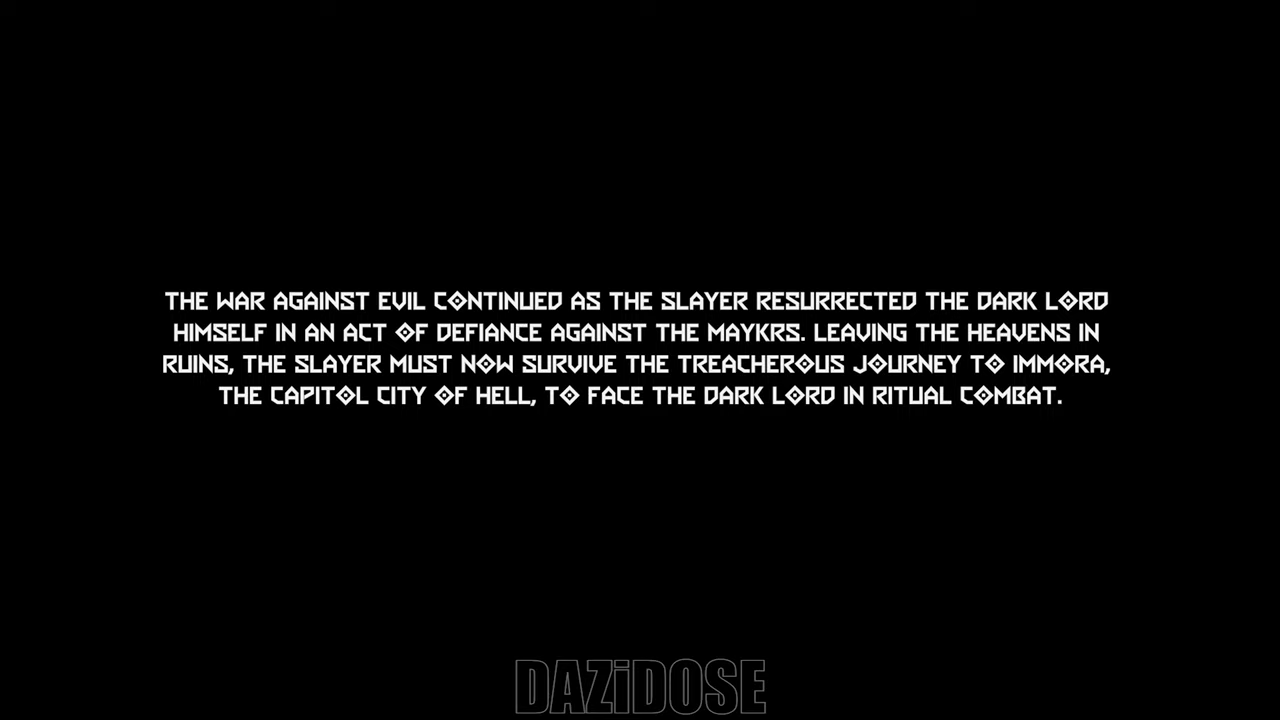 THE WAR AGAINST EVIL CONTINUED AS THE SLAYER RESURRECTED THE DARK LORD
HIMSELF IN AN ACT OF DEFIANCE AGAINST THE MAYKRS. LEAVING THE HEAVENS IN
RUINS, THE SLAYER MUST NOW SURVIVE THE TREACHEROUS JOURNEY TO IMMORA,
THE CAPITOL CITY OF HELL, TO FACE THE DARK LORD IN RITUAL COMBAT.
DAZiDOSE